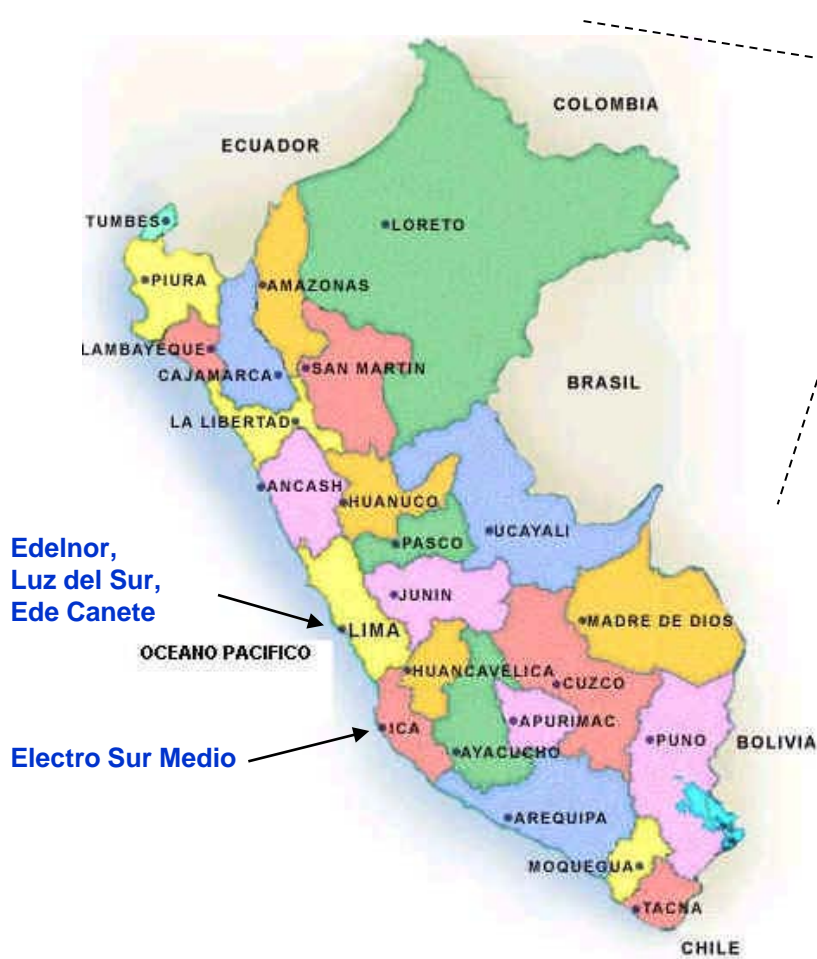 COLOMBIA
ECUADOR
TUMBES
LORETO
PIURA
AMAZONAS
LAMBAYEQUE
CAJAMARCA
SAN MARTIN
BRASIL
LA LIBERTAD
ANCASH
HUANUCO
UCAYALI
PASCO
Edelnor,
Luz del Sur,
Ede Canete
JUNIN
LIMA
MADRE DE DIOS
OCEANO PACIFICO
HUANCAVELICA
CUZCO
ICA
APURIMAC
PUNO
BOLIVIA
Electro Sur Medio
AYACUCHO
AREQUIPA
MOQUEGUA
TACNA
CHILE